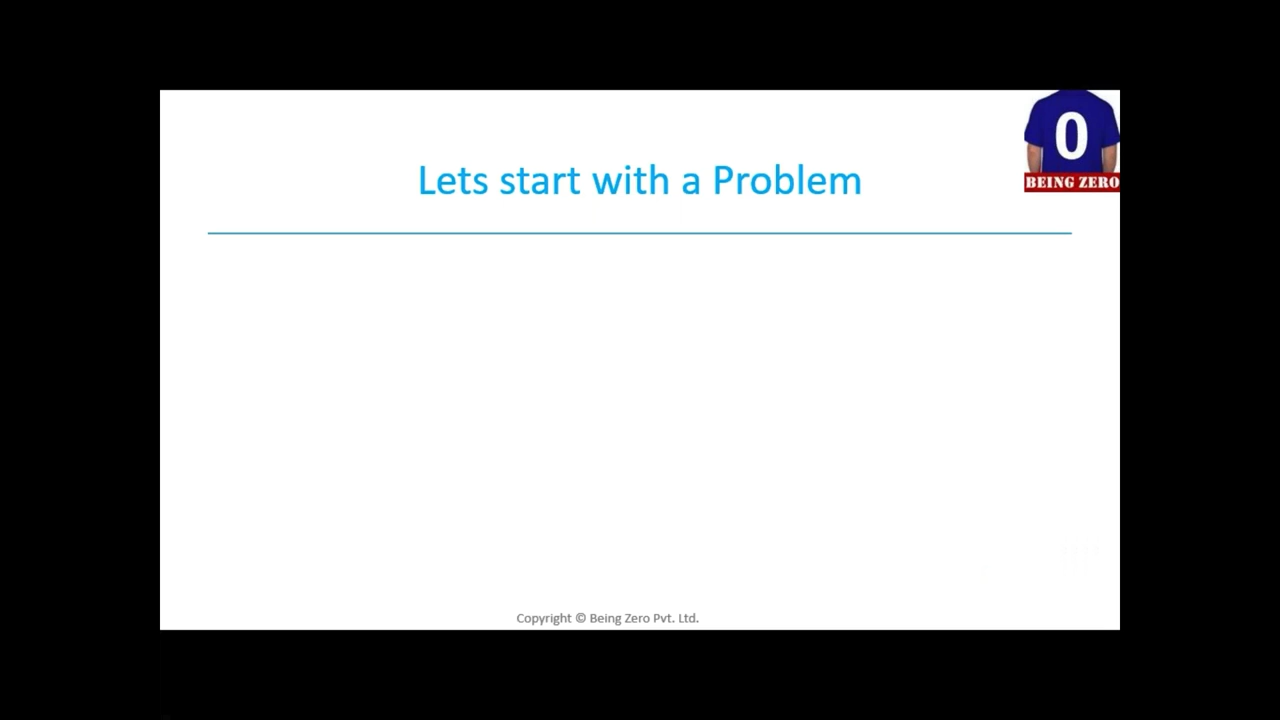 Lets start with a Problem
0
BEING ZERO
Copyright © Being Zero Pvt. Ltd.